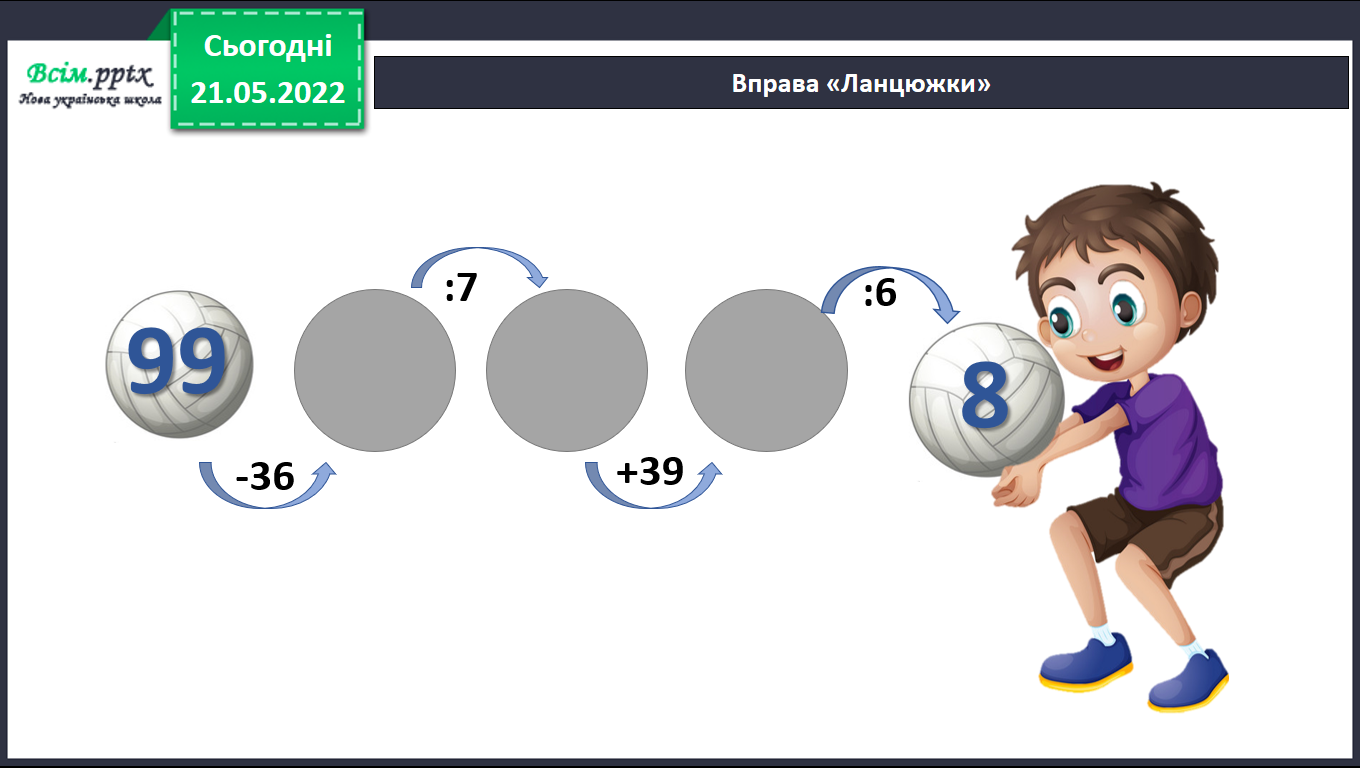 Всім.pptx
Нова українська школа
Сьогодні
21.05.2022
Вправа «Ланцюжки»
:7
:6
99
8
-36
+39